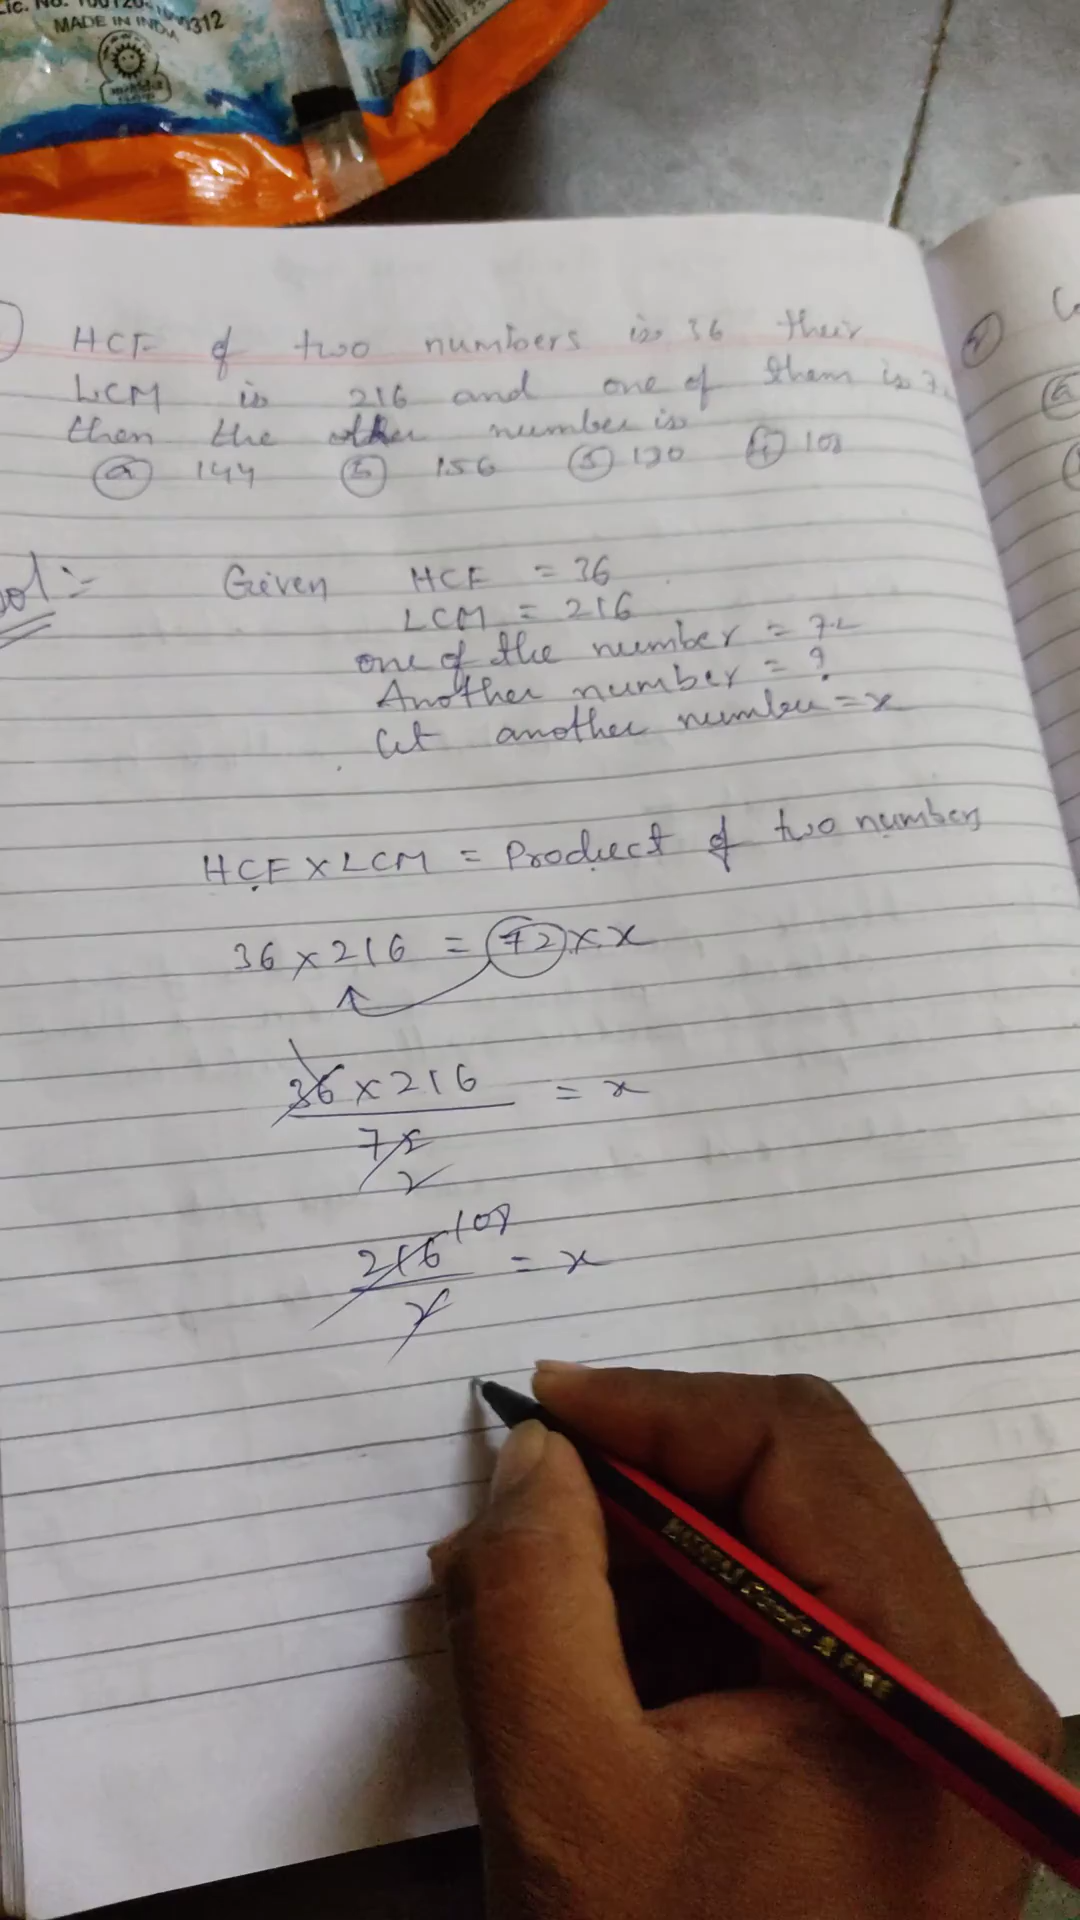 MADE IN INDIA
HCF of two numbers is 36 their
LCM is 216 and one of them is 7
then the other number is
a 144 b 156 120 108
Sol :-
Given HCF = 36
LCM = 216
one of the number = 72
Another number = ?
let another number = x
HCF x LCM = Product of two numbers
36 x 216 = 72 x x
36 x 216 = x
72
2
216 108 = x
2